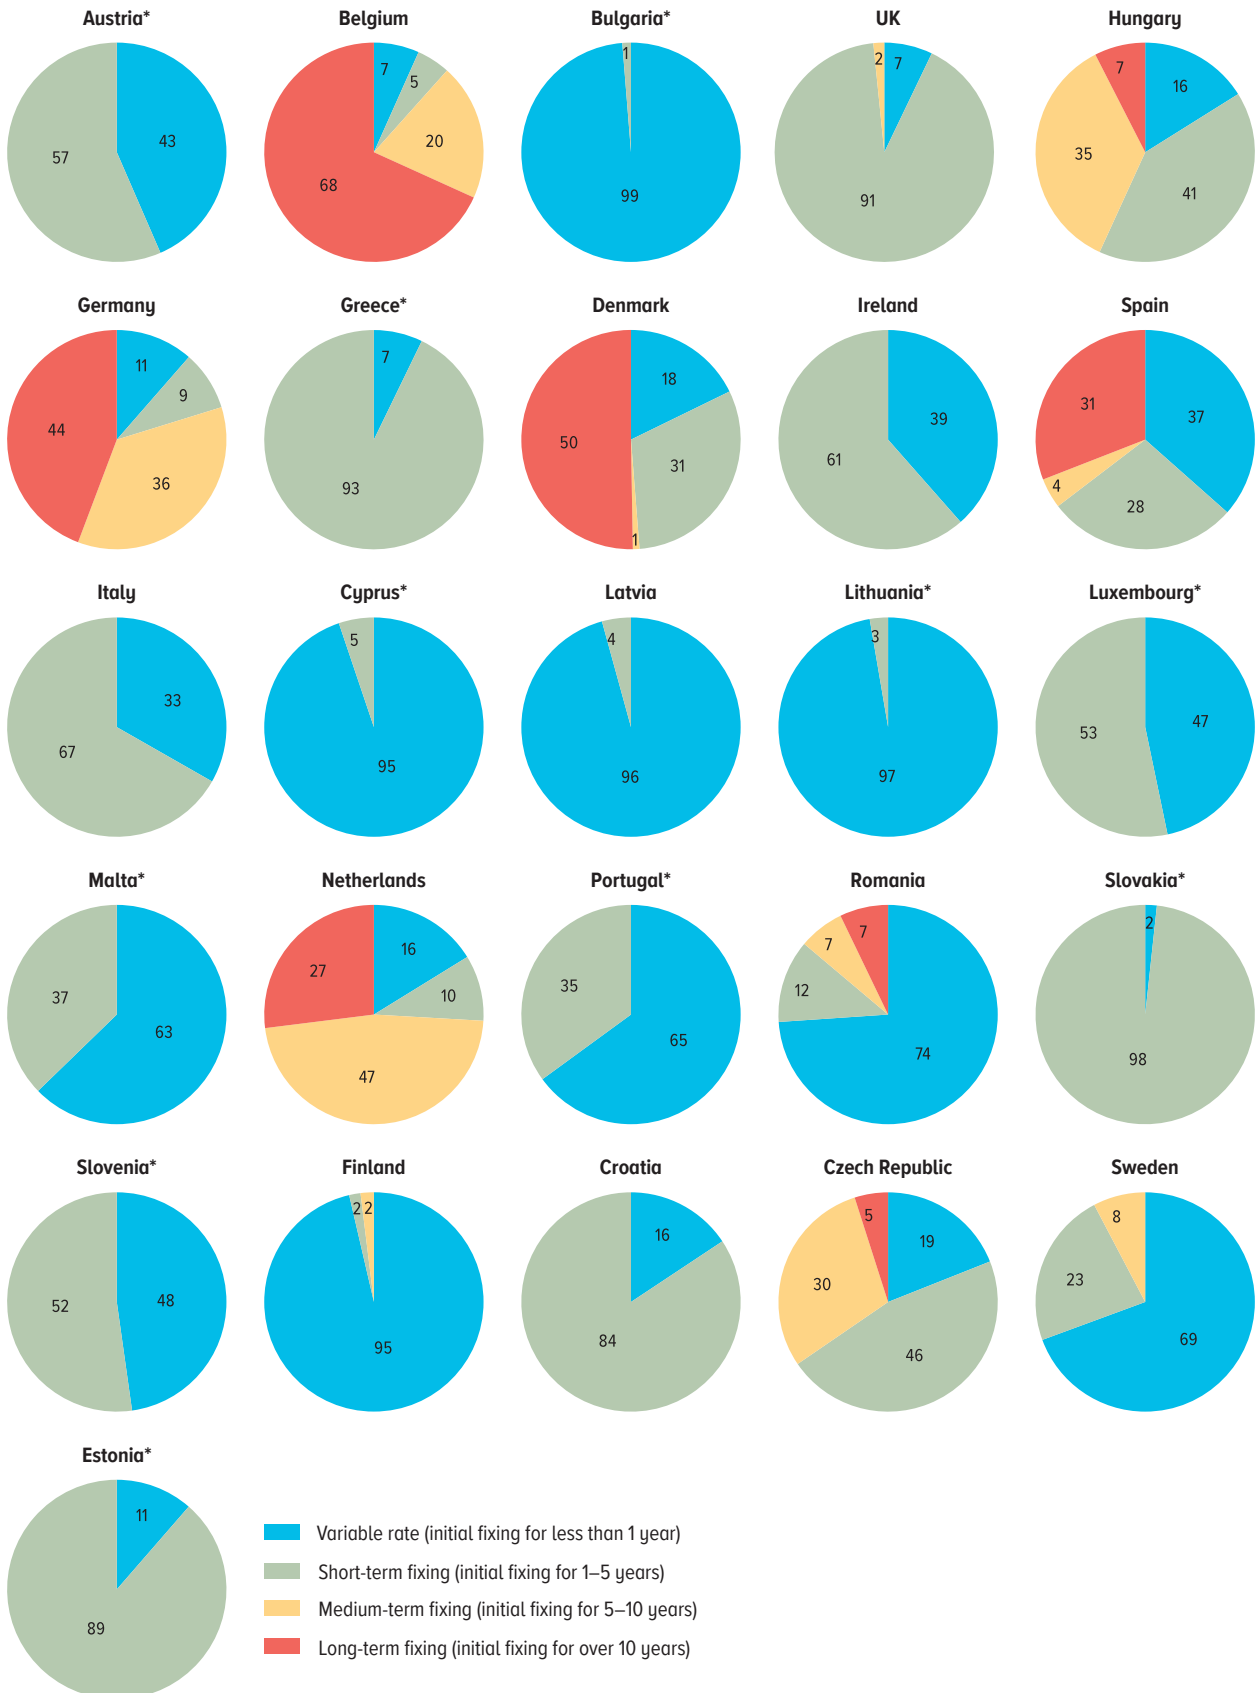 Austria*
43
57
Belgium
7
5
20
68
Bulgaria*
1
99
UK
2
7
91
Hungary
7
16
35
41
Germany
11
9
44
36
Greece*
7
93
Denmark
18
50
31
1
Ireland
39
61
Spain
31
37
4
28
Italy
33
67
Cyprus*
5
95
Latvia
4
96
Lithuania*
3
97
Luxembourg*
47
53
Malta*
37
63
Netherlands
16
27
10
47
Portugal*
35
65
Romania
7
7
12
74
Slovakia*
2
98
Slovenia*
48
52
Finland
2
2
95
Croatia
16
84
Czech Republic
5
19
30
46
Sweden
8
23
69
Estonia*
11
89
Variable rate (initial fixing for less than 1 year)
Short-term fixing (initial fixing for 1–5 years)
Medium-term fixing (initial fixing for 5–10 years)
Long-term fixing (initial fixing for over 10 years)